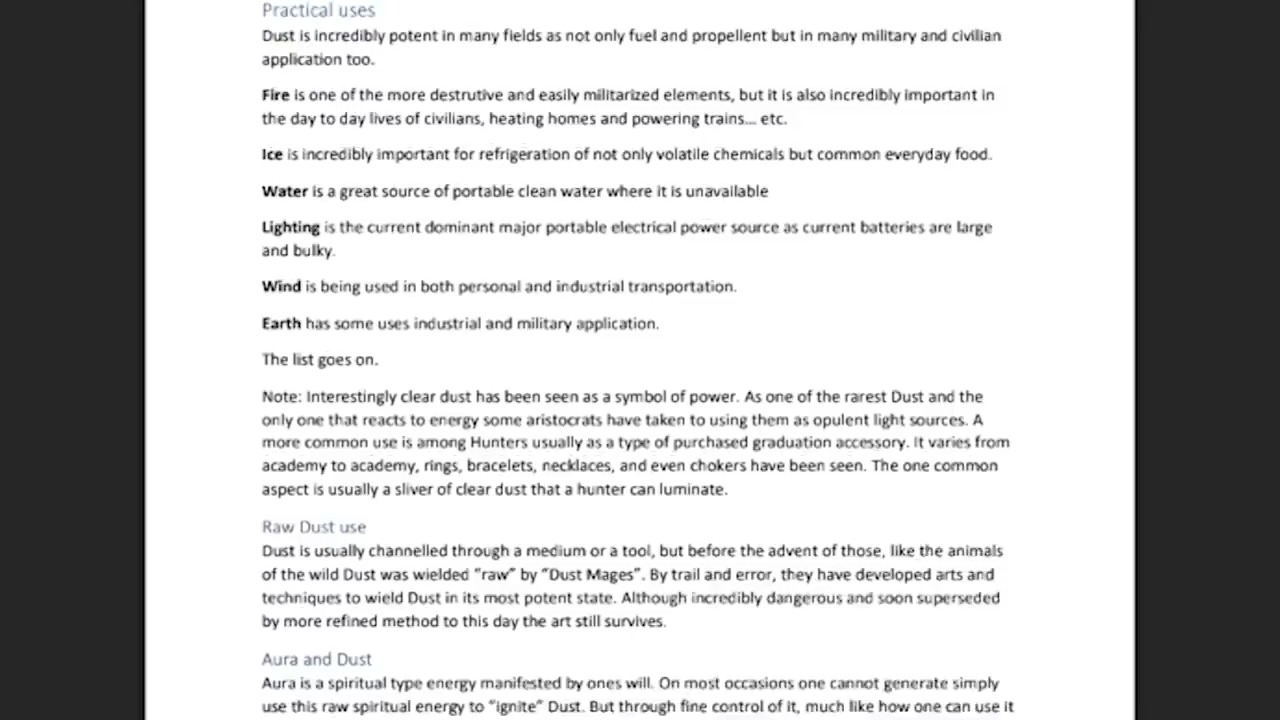 Practical uses
Dust is incredibly potent in many fields as not only fuel and propellent but in many military and civilian
application too.
Fire is one of the more destrutive and easily militarized elements, but it is also incredibly important in
the day to day lives of civilians, heating homes and powering trains... etc.
Ice is incredibly important for refrigeration of not only volatile chemicals but common everyday food.
Water is a great source of portable clean water where it is unavailable
Lighting is the current dominant major portable electrical power source as current batteries are large
and bulky.
Wind is being used in both personal and industrial transportation.
Earth has some uses industrial and military application.
The list goes on.
Note: Interestingly clear dust has been seen as a symbol of power. As one of the rarest Dust and the
only one that reacts to energy some aristocrats have taken to using them as opulent light sources. A
more common use is among Hunters usually as a type of purchased graduation accessory. It varies from
academy to academy, rings, bracelets, necklaces, and even chokers have been seen. The one common
aspect is usually a sliver of clear dust that a hunter can luminate.
Raw Dust use
Dust is usually channelled through a medium or a tool, but before the advent of those, like the animals
of the wild Dust was wielded "raw" by "Dust Mages". By trail and error, they have developed arts and
techniques to wield Dust in its most potent state. Although incredibly dangerous and soon superseded
by more refined method to this day the art still survives.
Aura and Dust
Aura is a spiritual type energy manifested by ones will. On most occasions one cannot generate simply
use this raw spiritual energy to "ignite" Dust. But through fine control of it, much like how one can use it